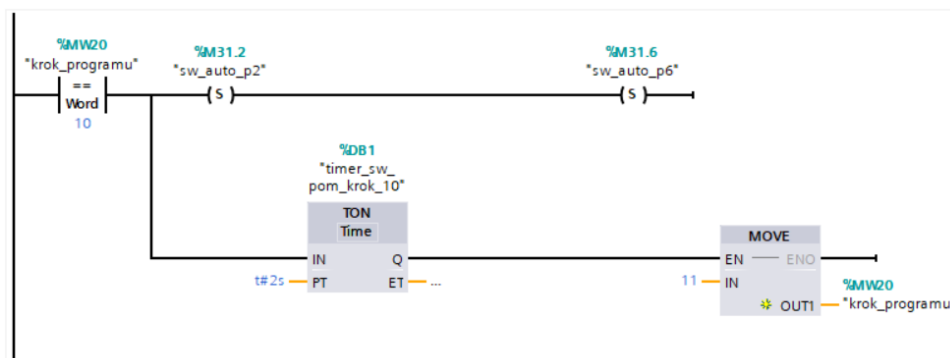 %MW20
"krok_programu"
==
Word
10
%M31.2
"sw_auto_p2"
S
%M31.6
"sw_auto_p6"
S
%DB1
"timer_sw_
pom_krok_10"
TON
Time
IN Q
t#2s PT ET ...
MOVE
EN ENO
11 IN
OUT1
%MW20
"krok_programu